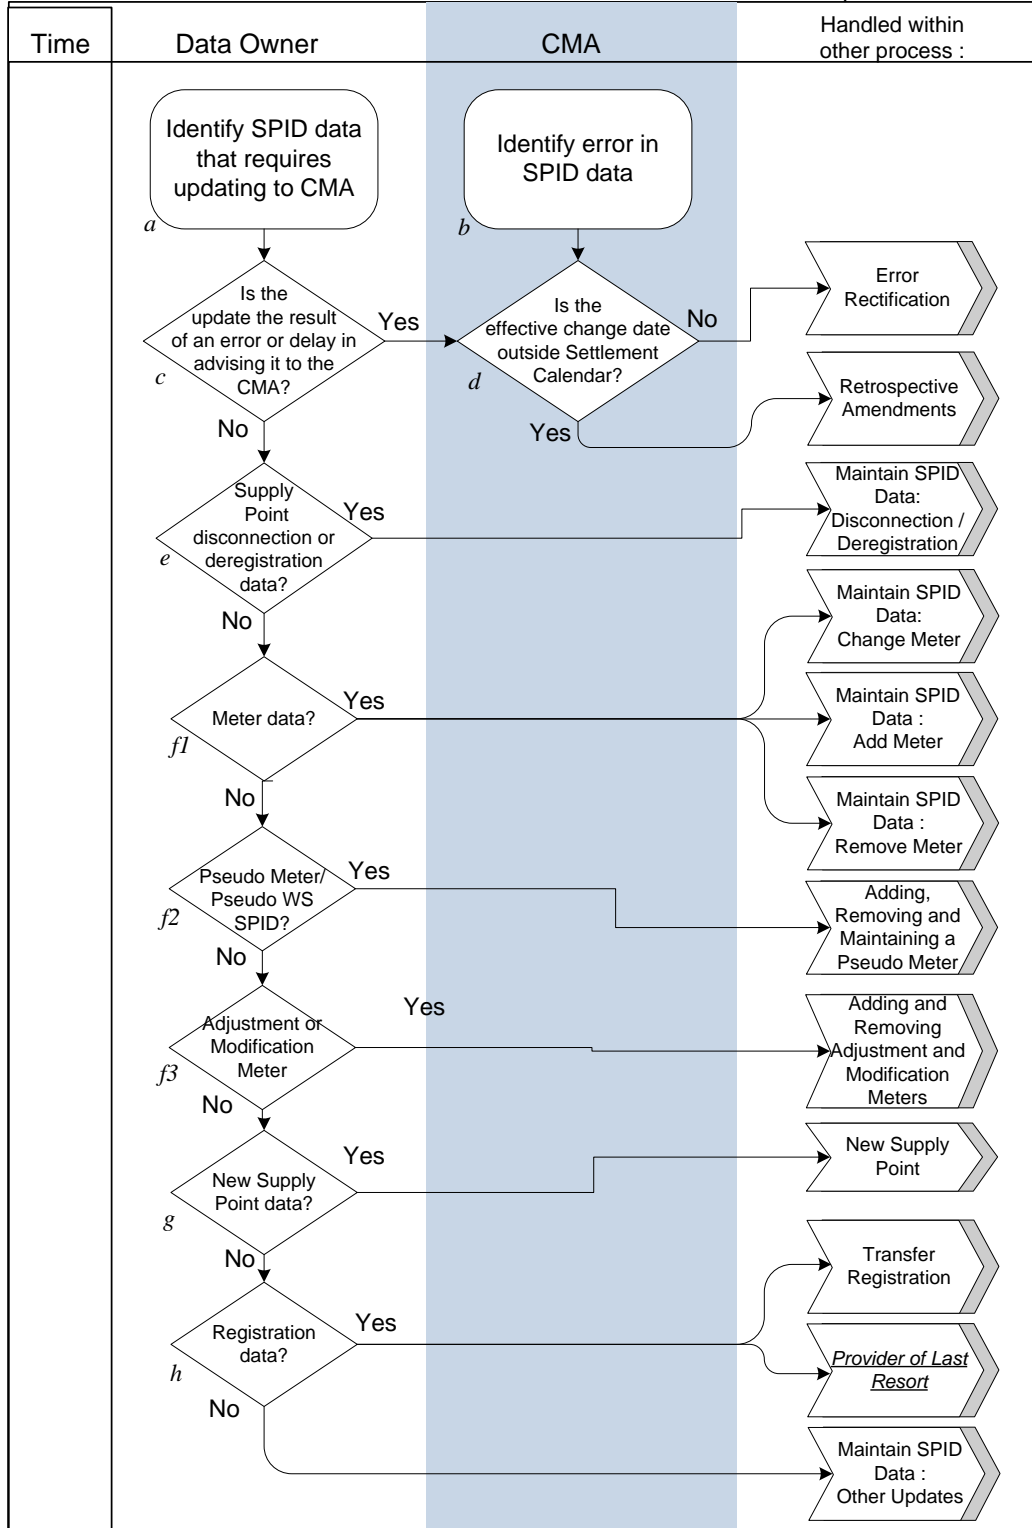 Time
Data Owner
CMA
Handled within
other process :
Identify SPID data
that requires
updating to CMA
a
Identify error in
SPID data
b
Is the
update the result
of an error or delay in
advising it to the
CMA?
c
Yes
No
Is the
effective change date
outside Settlement
Calendar?
d
No
Yes
Error
Rectification
Retrospective
Amendments
Supply
Point
disconnection or
deregistration
data?
e
Yes
No
Maintain SPID
Data:
Disconnection /
Deregistration
Meter data?
f1
Yes
No
Maintain SPID
Data:
Change Meter
Maintain SPID
Data :
Add Meter
Maintain SPID
Data :
Remove Meter
Pseudo Meter/
Pseudo WS
SPID?
f2
Yes
No
Adding,
Removing and
Maintaining a
Pseudo Meter
Adjustment or
Modification
Meter
f3
Yes
No
Adding and
Removing
Adjustment and
Modification
Meters
New Supply
Point data?
g
Yes
No
New Supply
Point
Registration
data?
h
Yes
No
Transfer
Registration
Provider of Last
Resort
Maintain SPID
Data :
Other Updates